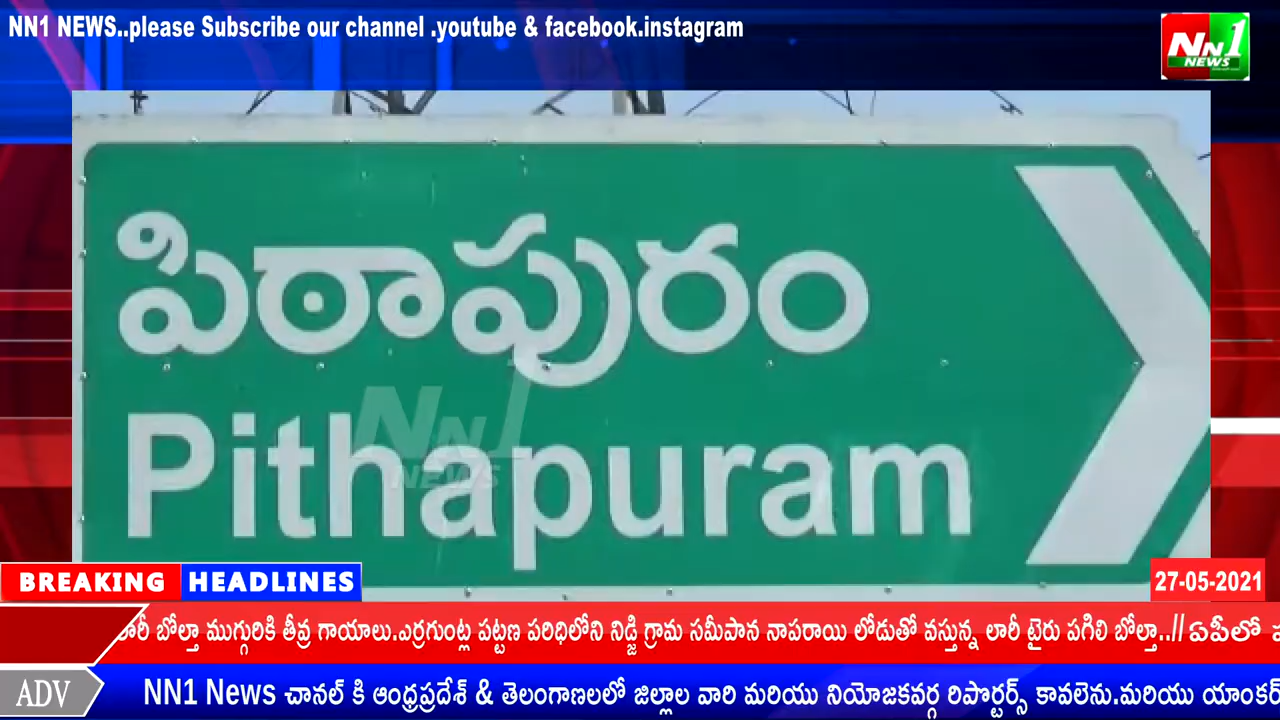 NN1 NEWS..please Subscribe our channel .youtube & facebook.instagram
NN1
NEWS
పిఠాపురం
Pithapuram
NN1
NEWS
BREAKING HEADLINES
27-05-2021
బోల్తా ముగ్గురికి తీవ్ర గాయాలు.ఎర్రగుంట్ల పట్టణ పరిధిలోని నిడ్జి గ్రామ సమీపాన నాపరాయి లోడుతో వస్తున్న లారీ టైరు పగిలి బోల్తా..// ఏపీలో
ADV NN1 News చానల్ కి ఆంధ్రప్రదేశ్ & తెలంగాణలలో జిల్లాల వారి మరియు నియోజకవర్గ రిపొర్టర్స్ కావలెను.మరియు యాంకర్